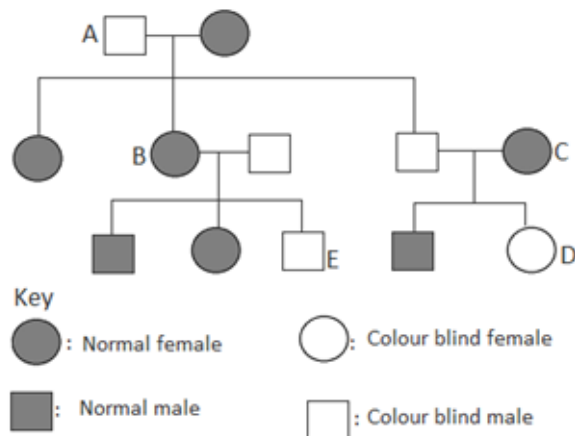 A
B
C
E
D
Key
: Normal female
: Colour blind female
: Normal male
: Colour blind male